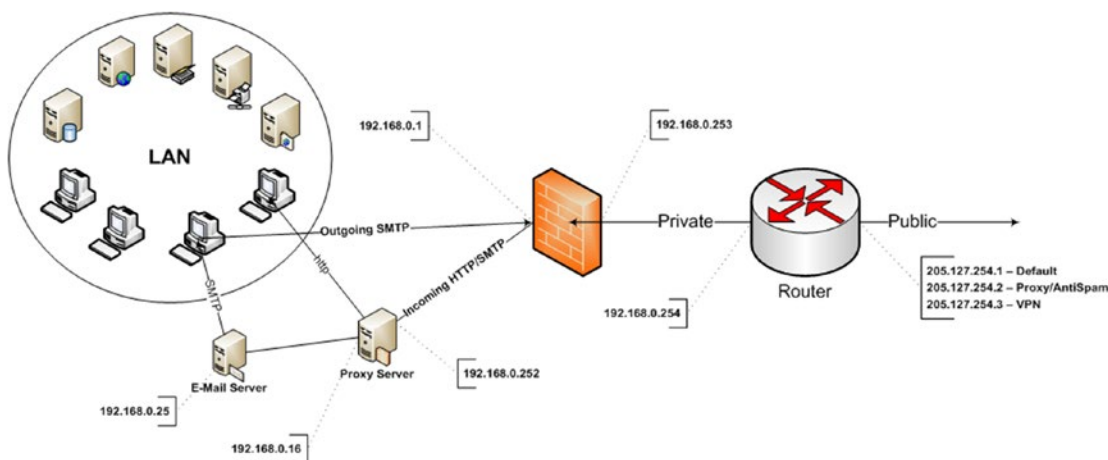 LAN
192.168.0.1
192.168.0.253
Outgoing SMTP
Private
Public
http
Incoming HTTP/SMTP
SMTP
205.127.254.1 – Default
205.127.254.2 – Proxy/AntiSpam
205.127.254.3 – VPN
Router
192.168.0.254
Proxy Server
192.168.0.252
E-Mail Server
192.168.0.25
192.168.0.16